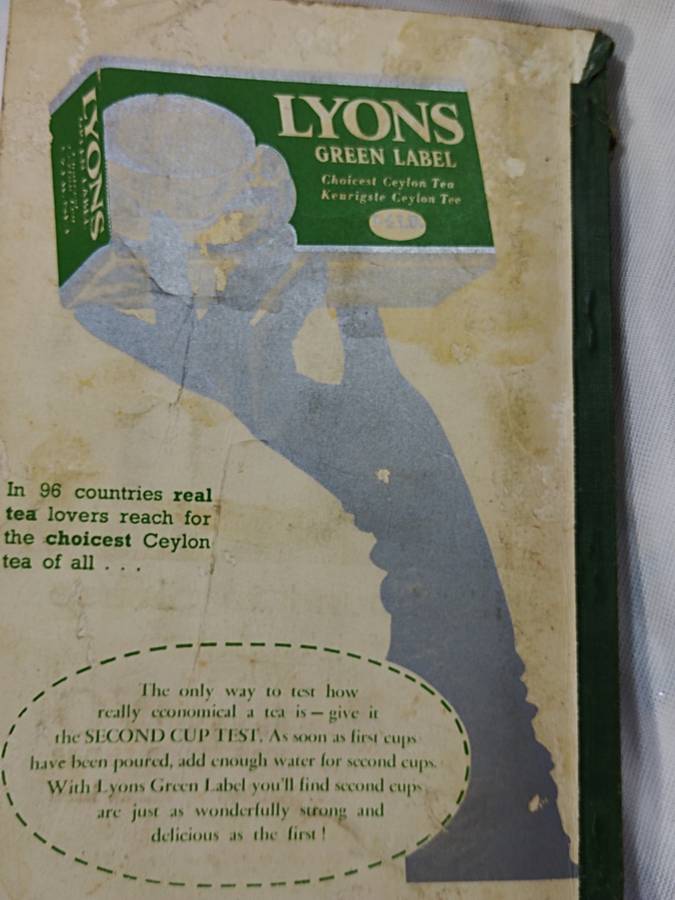 LYONS
GREEN LABEL
Choicest Ceylon Tea
Keurigste Ceylon Tee
LYONS
In 96 countries real
tea lovers reach for
the choicest Ceylon
tea of all . . .
The only way to test how
really economical a tea is — give it
the SECOND CUP TEST. As soon as first cups
have been poured, add enough water for second cups.
With Lyons Green Label you'll find second cups
are just as wonderfully strong and
delicious as the first !